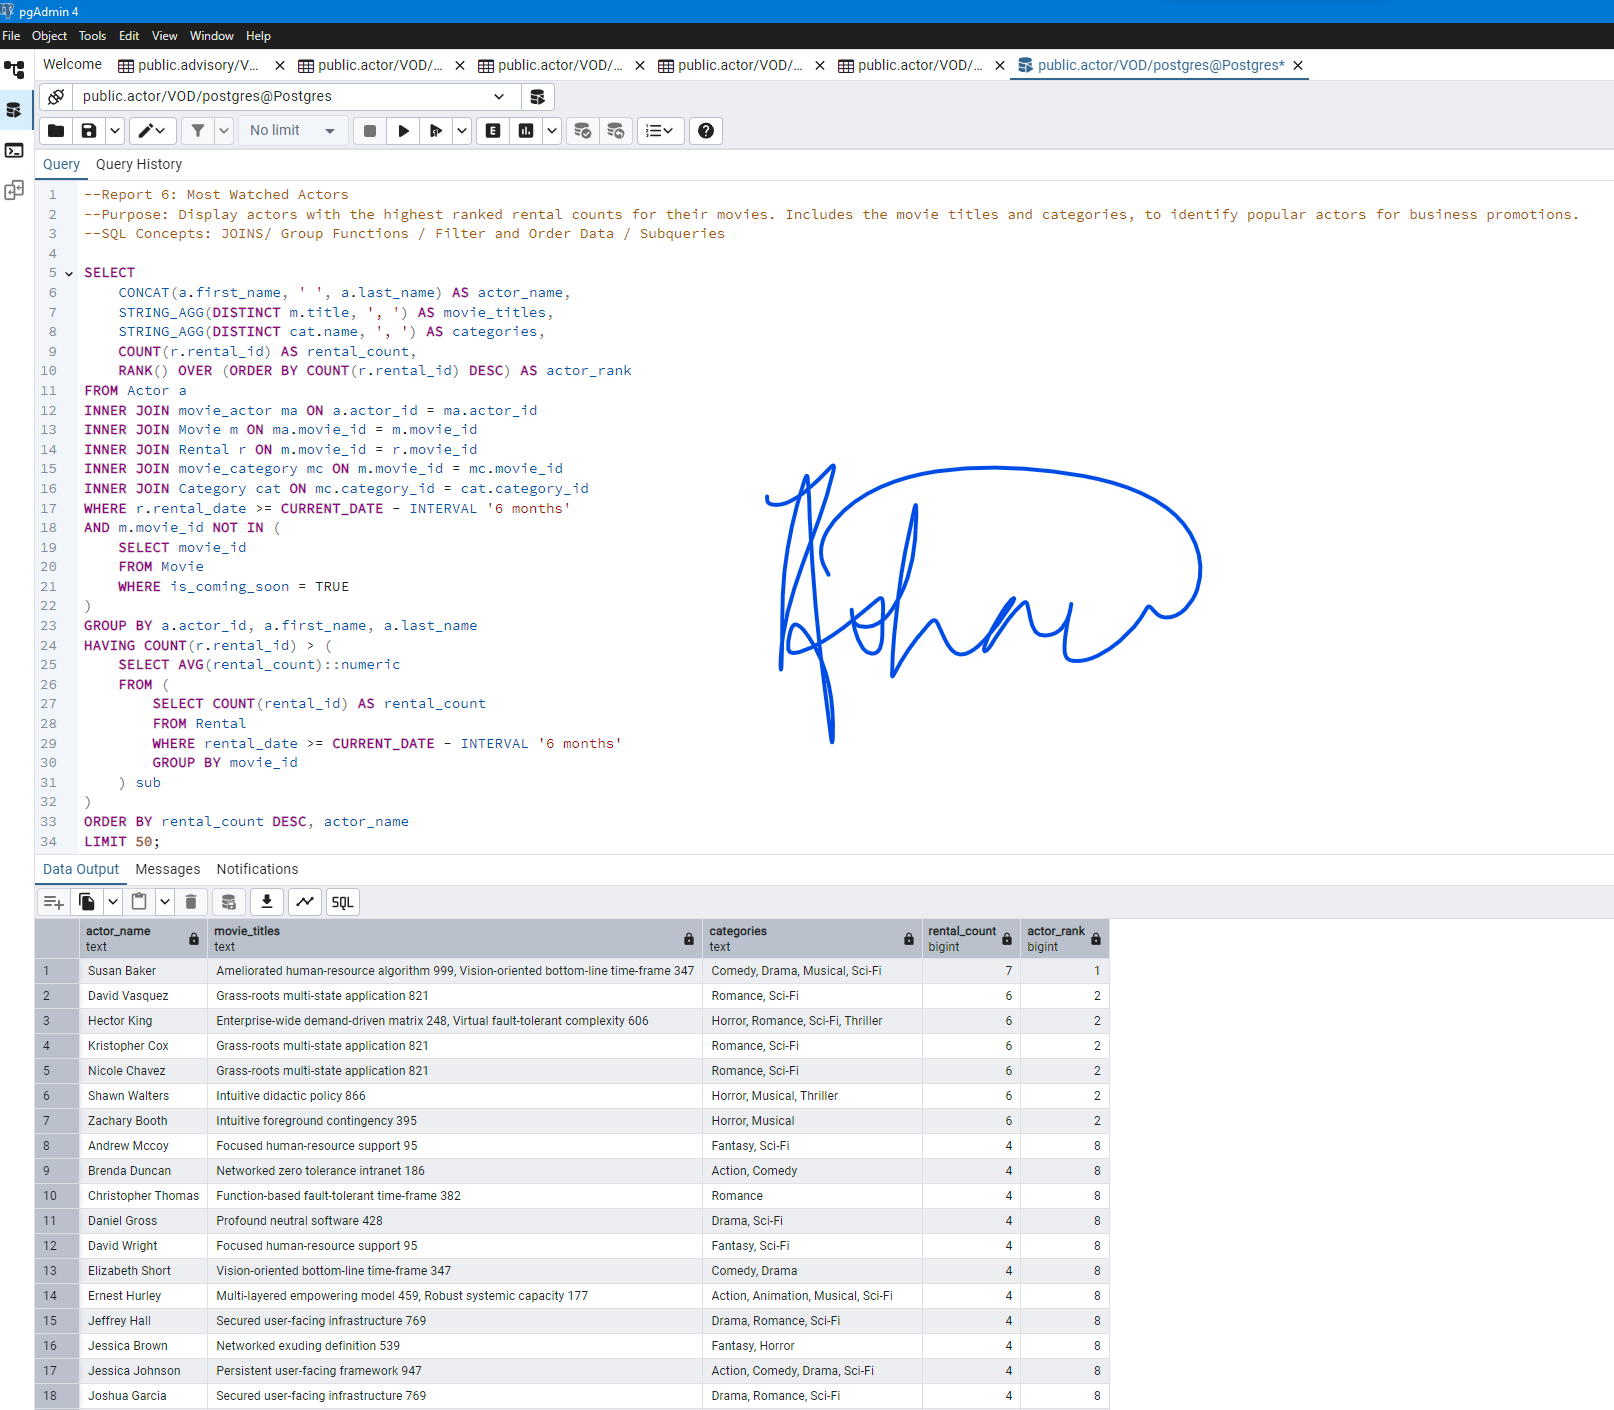 pgAdmin 4
File Object Tools Edit View Window Help
Welcome public.advisory/V... public.actor/VOD/... public.actor/VOD/... public.actor/VOD/... public.actor/VOD/... public.actor/VOD/postgres@Postgres*
public.actor/VOD/postgres@Postgres
No limit E
Query Query History
1 --Report 6: Most Watched Actors
2 --Purpose: Display actors with the highest ranked rental counts for their movies. Includes the movie titles and categories, to identify popular actors for business promotions.
3 --SQL Concepts: JOINS/ Group Functions / Filter and Order Data / Subqueries
4
5 SELECT
6 CONCAT(a.first_name, ' ', a.last_name) AS actor_name,
7 STRING_AGG(DISTINCT m.title, ', ') AS movie_titles,
8 STRING_AGG(DISTINCT cat.name, ', ') AS categories,
9 COUNT(r.rental_id) AS rental_count,
10 RANK() OVER (ORDER BY COUNT(r.rental_id) DESC) AS actor_rank
11 FROM Actor a
12 INNER JOIN movie_actor ma ON a.actor_id = ma.actor_id
13 INNER JOIN Movie m ON ma.movie_id = m.movie_id
14 INNER JOIN Rental r ON m.movie_id = r.movie_id
15 INNER JOIN movie_category mc ON m.movie_id = mc.movie_id
16 INNER JOIN Category cat ON mc.category_id = cat.category_id
17 WHERE r.rental_date >= CURRENT_DATE - INTERVAL '6 months'
18 AND m.movie_id NOT IN (
19 SELECT movie_id
20 FROM Movie
21 WHERE is_coming_soon = TRUE
22 )
23 GROUP BY a.actor_id, a.first_name, a.last_name
24 HAVING COUNT(r.rental_id) > (
25 SELECT AVG(rental_count)::numeric
26 FROM (
27 SELECT COUNT(rental_id) AS rental_count
28 FROM Rental
29 WHERE rental_date >= CURRENT_DATE - INTERVAL '6 months'
30 GROUP BY movie_id
31 ) sub
32 )
33 ORDER BY rental_count DESC, actor_name
34 LIMIT 50;
Data Output Messages Notifications
SQL
actor_name movie_titles categories rental_count actor_rank
text text text bigint bigint
1 Susan Baker Ameliorated human-resource algorithm 999, Vision-oriented bottom-line time-frame 347 Comedy, Drama, Musical, Sci-Fi 7 1
2 David Vasquez Grass-roots multi-state application 821 Romance, Sci-Fi 6 2
3 Hector King Enterprise-wide demand-driven matrix 248, Virtual fault-tolerant complexity 606 Horror, Romance, Sci-Fi, Thriller 6 2
4 Kristopher Cox Grass-roots multi-state application 821 Romance, Sci-Fi 6 2
5 Nicole Chavez Grass-roots multi-state application 821 Romance, Sci-Fi 6 2
6 Shawn Walters Intuitive didactic policy 866 Horror, Musical, Thriller 6 2
7 Zachary Booth Intuitive foreground contingency 395 Horror, Musical 6 2
8 Andrew Mccoy Focused human-resource support 95 Fantasy, Sci-Fi 4 8
9 Brenda Duncan Networked zero tolerance intranet 186 Action, Comedy 4 8
10 Christopher Thomas Function-based fault-tolerant time-frame 382 Romance 4 8
11 Daniel Gross Profound neutral software 428 Drama, Sci-Fi 4 8
12 David Wright Focused human-resource support 95 Fantasy, Sci-Fi 4 8
13 Elizabeth Short Vision-oriented bottom-line time-frame 347 Comedy, Drama 4 8
14 Ernest Hurley Multi-layered empowering model 459, Robust systemic capacity 177 Action, Animation, Musical, Sci-Fi 4 8
15 Jeffrey Hall Secured user-facing infrastructure 769 Drama, Romance, Sci-Fi 4 8
16 Jessica Brown Networked exuding definition 539 Fantasy, Horror 4 8
17 Jessica Johnson Persistent user-facing framework 947 Action, Comedy, Drama, Sci-Fi 4 8
18 Joshua Garcia Secured user-facing infrastructure 769 Drama, Romance, Sci-Fi 4 8